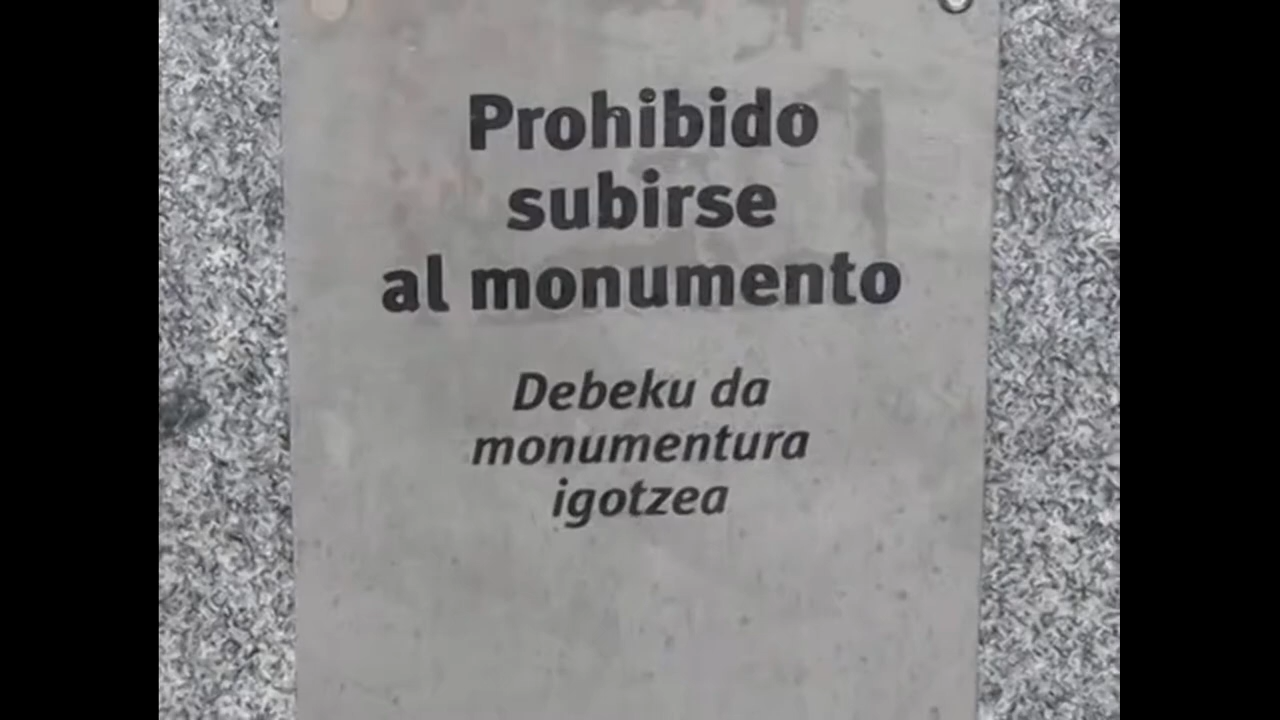 Prohibido
subirse
al monumento
Debeku da
monumentura
igotzea